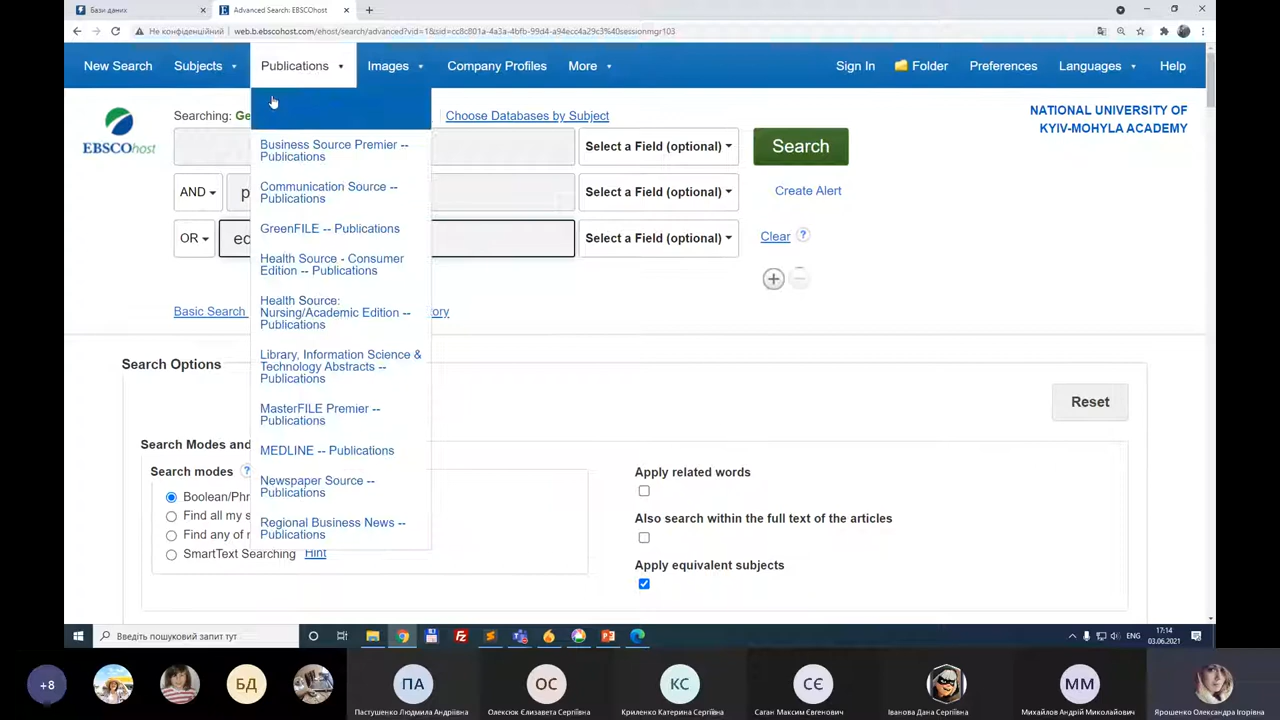 Бази даних
Advanced Search: EBSCOhost
Не конфіденційний
web.b.ebscohost.com/ehost/search/advanced?vid=1&sid=cc8c801a-4a3a-4bfb-99d4-a94ecc4a29c3%40sessionmgr103
New Search
Subjects
Publications
Images
Company Profiles
More
Sign In
Folder
Preferences
Languages
Help
EBSCOhost
Searching: Ge
Choose Databases by Subject
NATIONAL UNIVERSITY OF
KYIV-MOHYLA ACADEMY
Select a Field (optional)
Search
AND
p
Select a Field (optional)
Create Alert
OR
ed
Select a Field (optional)
Clear
?
Business Source Premier --
Publications
Communication Source --
Publications
GreenFILE -- Publications
Health Source - Consumer
Edition -- Publications
Health Source:
Nursing/Academic Edition --
Publications
Library, Information Science &
Technology Abstracts --
Publications
MasterFILE Premier --
Publications
MEDLINE -- Publications
Newspaper Source --
Publications
Regional Business News --
Publications
Basic Search
ory
Search Options
Reset
Search Modes and
Search modes
?
Boolean/Phr
Find all my s
Find any of r
SmartText Searching
Hint
Apply related words
Also search within the full text of the articles
Apply equivalent subjects
Введіть пошуковий запит тут
ENG
17:14
03.06.2021
+8
БД
ПА
Пастушенко Людмила Андріївна
ОС
Олексюк Єлизавета Сергіївна
КС
Криленко Катерина Сергіївна
СЄ
Саган Максим Євгенович
Іванова Дана Сергіївна
ММ
Михайлов Андрій Миколайович
Ярошенко Олександра Ігорівна